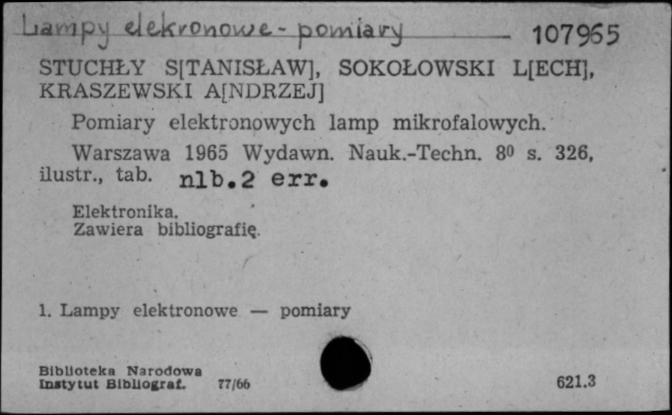 Lampy elekronowe - pomiary 107965
STUCHŁY S[TANISŁAW], SOKOŁOWSKI L[ECH],
KRASZEWSKI A[NDRZEJ]
Pomiary elektronowych lamp mikrofalowych.
Warszawa 1965 Wydawn. Nauk.-Techn. 8⁰ s. 326,
ilustr., tab. nlb.2 err.
Elektronika.
Zawiera bibliografię.
1. Lampy elektronowe — pomiary
Biblioteka Narodowa
Instytut Bibliograf. 77/66 621.3